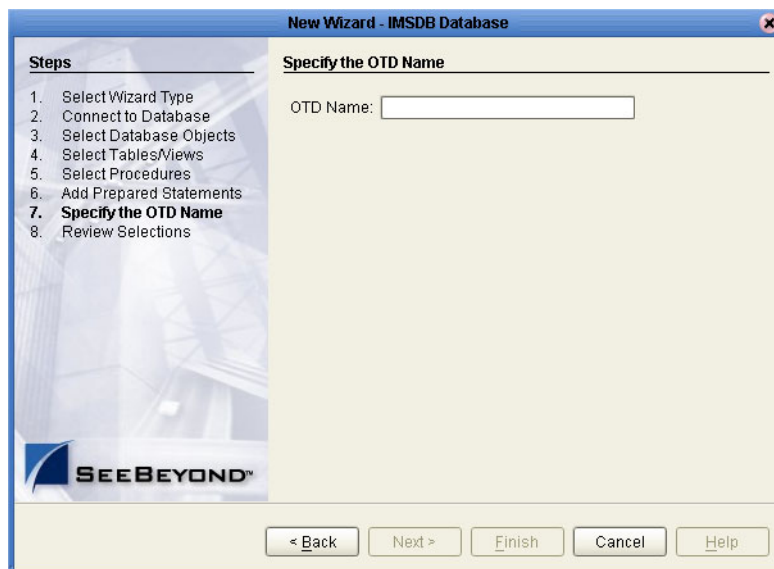 New Wizard - IMSDB Database
Steps
1. Select Wizard Type
2. Connect to Database
3. Select Database Objects
4. Select Tables/Views
5. Select Procedures
6. Add Prepared Statements
7. Specify the OTD Name
8. Review Selections
SEEBEYOND™
Specify the OTD Name
OTD Name:
< Back
Next >
Finish
Cancel
Help